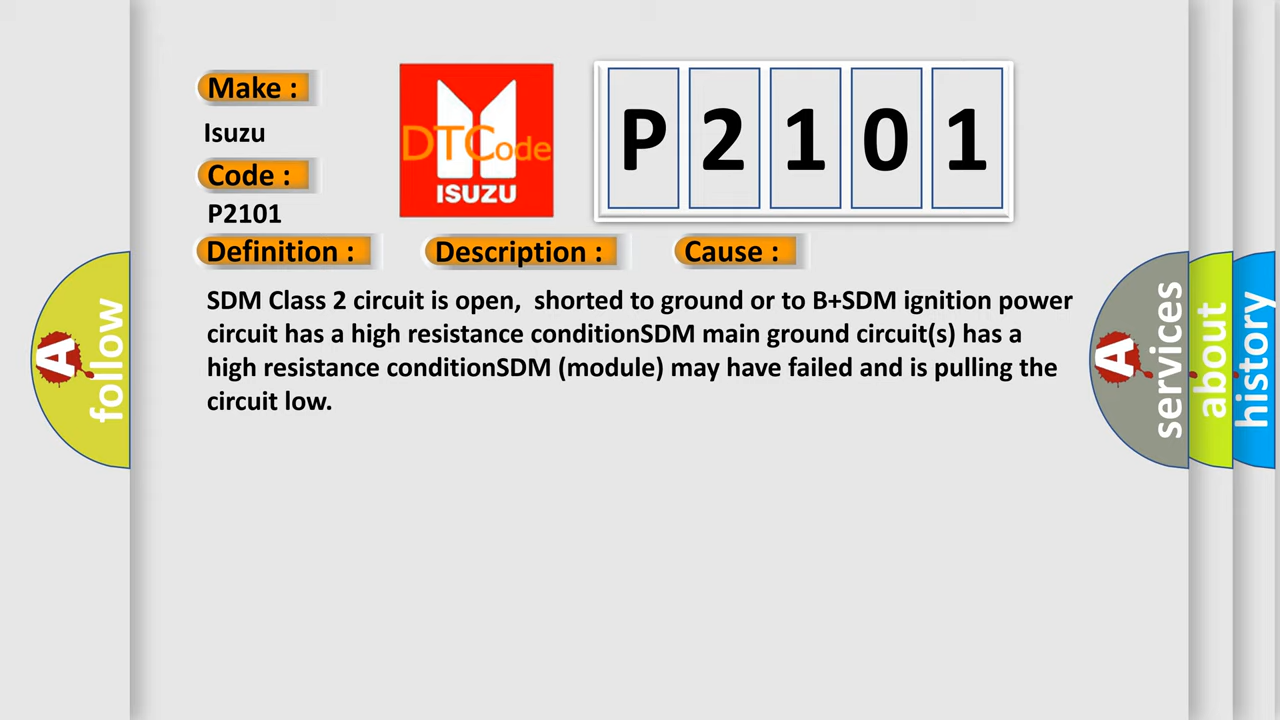 Make :
Isuzu
Code :
P2101
DTCode
ISUZU
P 2 1 0 1
Definition :
Description :
Cause :
SDM Class 2 circuit is open,  shorted to ground or to B+SDM ignition power
circuit has a high resistance conditionSDM main ground circuit(s) has a
high resistance conditionSDM (module) may have failed and is pulling the
circuit low.
A
follow
A
services
about
history